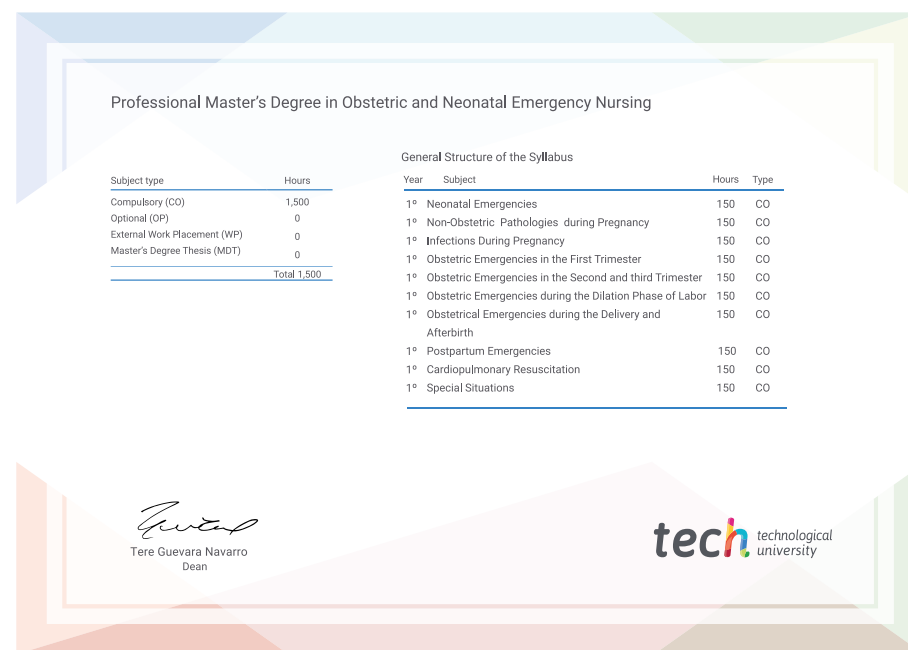 Professional Master's Degree in Obstetric and Neonatal Emergency Nursing
Subject type Hours
Compulsory (CO) 1,500
Optional (OP) 0
External Work Placement (WP) 0
Master's Degree Thesis (MDT) 0
Total 1,500
General Structure of the Syllabus
Year Subject Hours Type
1º Neonatal Emergencies 150 CO
1º Non-Obstetric Pathologies during Pregnancy 150 CO
1º Infections During Pregnancy 150 CO
1º Obstetric Emergencies in the First Trimester 150 CO
1º Obstetric Emergencies in the Second and third Trimester 150 CO
1º Obstetric Emergencies during the Dilation Phase of Labor 150 CO
1º Obstetrical Emergencies during the Delivery and 150 CO
Afterbirth
1º Postpartum Emergencies 150 CO
1º Cardiopulmonary Resuscitation 150 CO
1º Special Situations 150 CO
Tere Guevara Navarro
Dean
tech technological
university